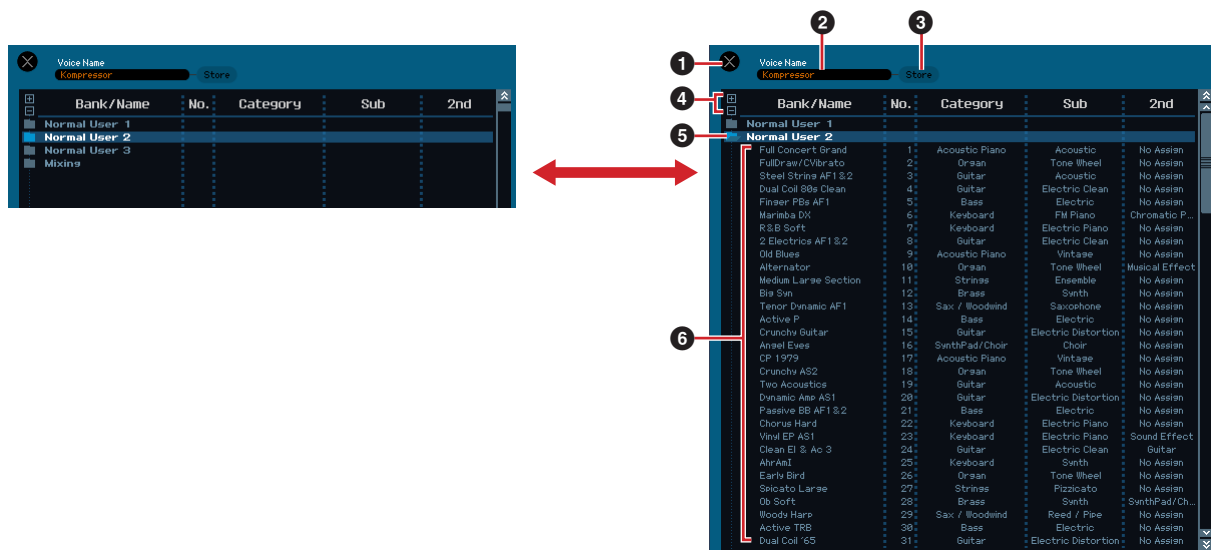 Voice Name
Kompressor
Store
Bank/Name No. Category Sub 2nd
Normal User 1
Normal User 2
Normal User 3
Mixing
1 2 3
Voice Name
Kompressor
Store
4
Bank/Name No. Category Sub 2nd
Normal User 1
5
Normal User 2
Full Concert Grand 1 Acoustic Piano Acoustic No Assign
FullDraw/CVibrato 2 Organ Tone Wheel No Assign
Steel String AF1&2 3 Guitar Acoustic No Assign
Dual Coil 80s Clean 4 Guitar Electric Clean No Assign
Finger PBs AF1 5 Bass Electric No Assign
Marimba DX 6 Keyboard FM Piano Chromatic P...
R&B Soft 7 Keyboard Electric Piano No Assign
2 Electrics AF1&2 8 Guitar Electric Clean No Assign
Old Blues 9 Acoustic Piano Vintage No Assign
Alternator 10 Organ Tone Wheel Musical Effect
Medium Large Section 11 Strings Ensemble No Assign
Big Syn 12 Brass Synth No Assign
Tenor Dynamic AF1 13 Sax / Woodwind Saxophone No Assign
Active P 14 Bass Electric No Assign
Crunchy Guitar 15 Guitar Electric Distortion No Assign
6
Angel Eyes 16 SynthPad/Choir Choir No Assign
CP 1979 17 Acoustic Piano Vintage No Assign
Crunchy AS2 18 Organ Tone Wheel No Assign
Two Acoustics 19 Guitar Acoustic No Assign
Dynamic Amp AS1 20 Guitar Electric Distortion No Assign
Passive BB AF1&2 21 Bass Electric No Assign
Chorus Hard 22 Keyboard Electric Piano No Assign
Vinyl EP AS1 23 Keyboard Electric Piano Sound Effect
Clean El & Ac 3 24 Guitar Electric Clean Guitar
AhrAmI 25 Keyboard Synth No Assign
Early Bird 26 Organ Tone Wheel No Assign
Spicato Large 27 Strings Pizzicato No Assign
Ob Soft 28 Brass Synth SynthPad/Ch...
Woody Harp 29 Sax / Woodwind Reed / Pipe No Assign
Active TRB 30 Bass Electric No Assign
Dual Coil '65 31 Guitar Electric Distortion No Assign